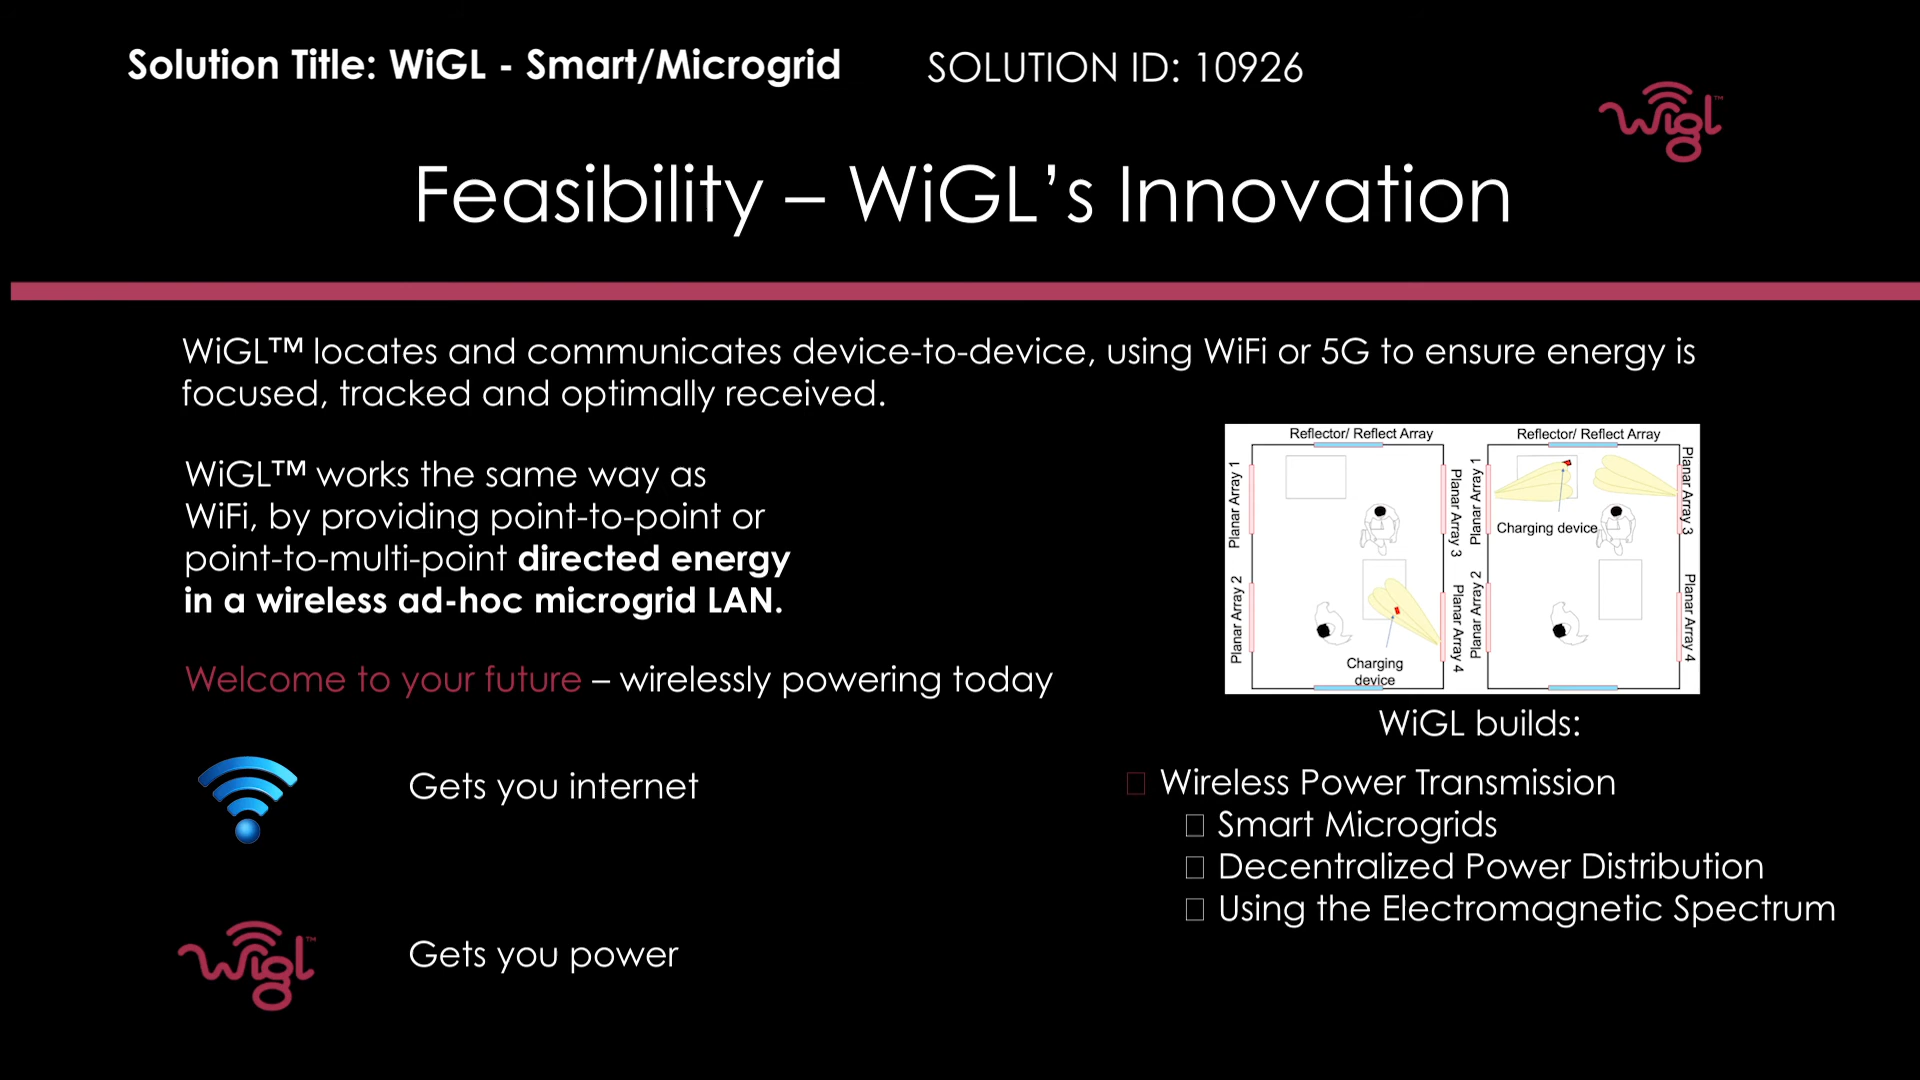 Solution Title: WiGL - Smart/Microgrid
SOLUTION ID: 10926
wigl™
Feasibility – WiGL’s Innovation
WiGL™ locates and communicates device-to-device, using WiFi or 5G to ensure energy is
focused, tracked and optimally received.
WiGL™ works the same way as
WiFi, by providing point-to-point or
point-to-multi-point directed energy
in a wireless ad-hoc microgrid LAN.
Welcome to your future – wirelessly powering today
Gets you internet
wigl™
Gets you power
Reflector/ Reflect Array
Planar Array 1
Planar Array 2
Planar Array 3
Planar Array 4
Charging
device
Reflector/ Reflect Array
Planar Array 1
Planar Array 2
Planar Array 3
Planar Array 4
Charging device
WiGL builds:
Wireless Power Transmission
Smart Microgrids
Decentralized Power Distribution
Using the Electromagnetic Spectrum